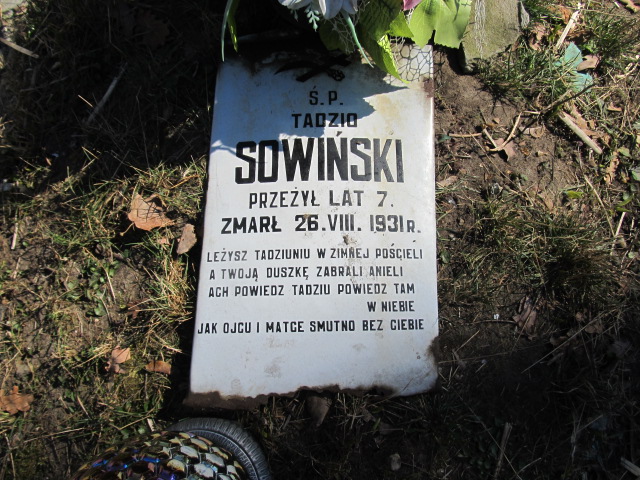 Ś.P.
TADZIO
SOWIŃSKI
PRZEŻYŁ LAT 7.
ZMARŁ 26.VIII. 1931R.
LEŻYSZ TADZIUNIU W ZIMNEJ POŚCIELI
A TWOJĄ DUSZKĘ ZABRALI ANIELI
ACH POWIEDZ TADZIU POWIEDZ TAM
W NIEBIE
JAK OJCU I MATCE SMUTNO BEZ CIEBIE